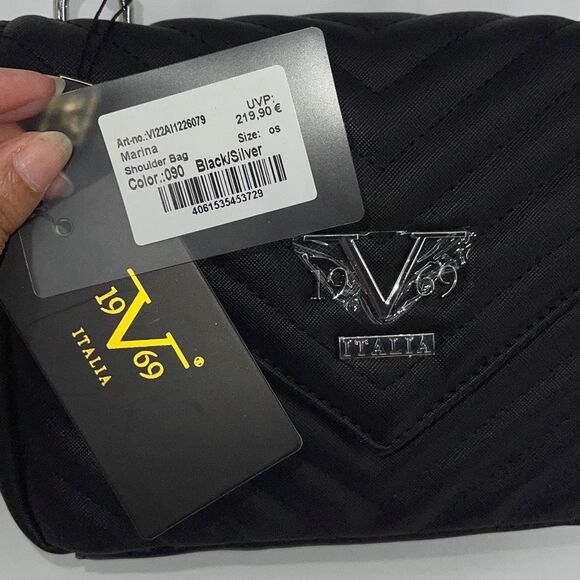 Art-no.:VI22AI1226079
UVP:
Marina
219,90 €
Shoulder Bag
Size: os
Color.:090 Black/Silver
4061535453729
19V69
ITALIA
®
19V69
ITALIA